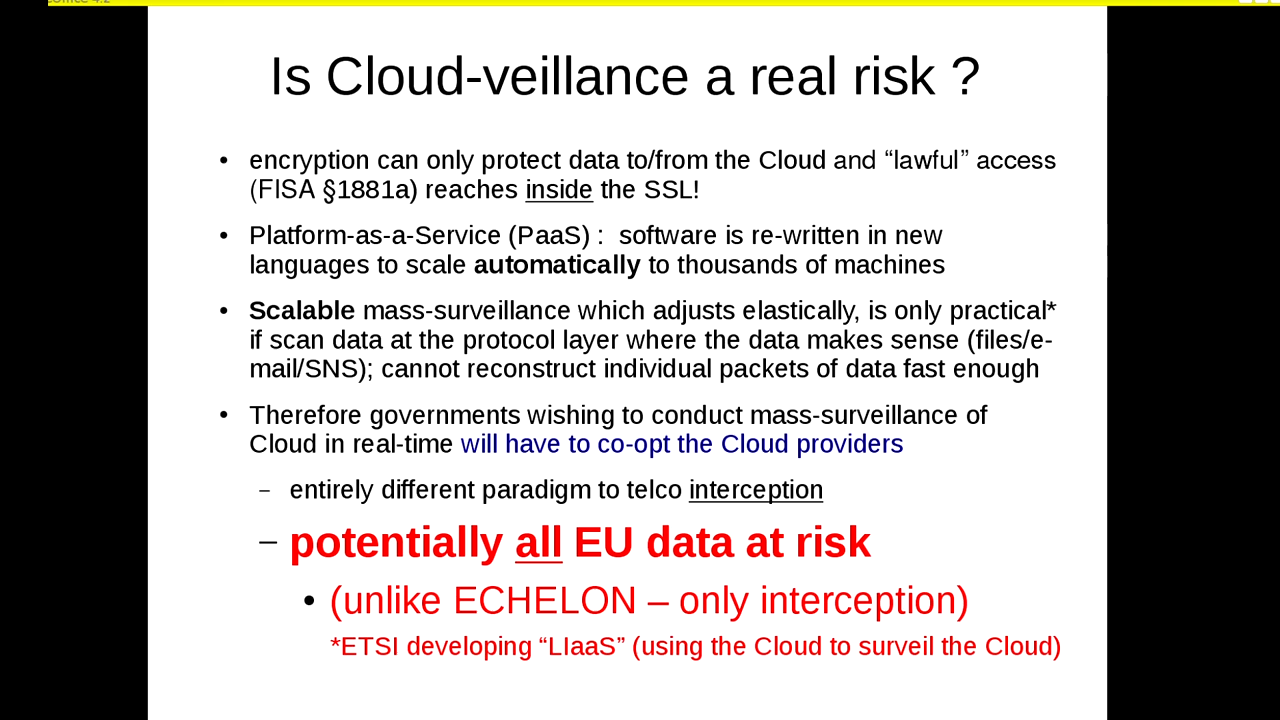 Is Cloud-veillance a real risk ?
• encryption can only protect data to/from the Cloud and “lawful” access
(FISA §1881a) reaches inside the SSL!
• Platform-as-a-Service (PaaS) :  software is re-written in new
languages to scale automatically to thousands of machines
• Scalable mass-surveillance which adjusts elastically, is only practical*
if scan data at the protocol layer where the data makes sense (files/e-
mail/SNS); cannot reconstruct individual packets of data fast enough
• Therefore governments wishing to conduct mass-surveillance of
Cloud in real-time will have to co-opt the Cloud providers
– entirely different paradigm to telco interception
– potentially all EU data at risk
• (unlike ECHELON – only interception)
*ETSI developing “LIaaS” (using the Cloud to surveil the Cloud)